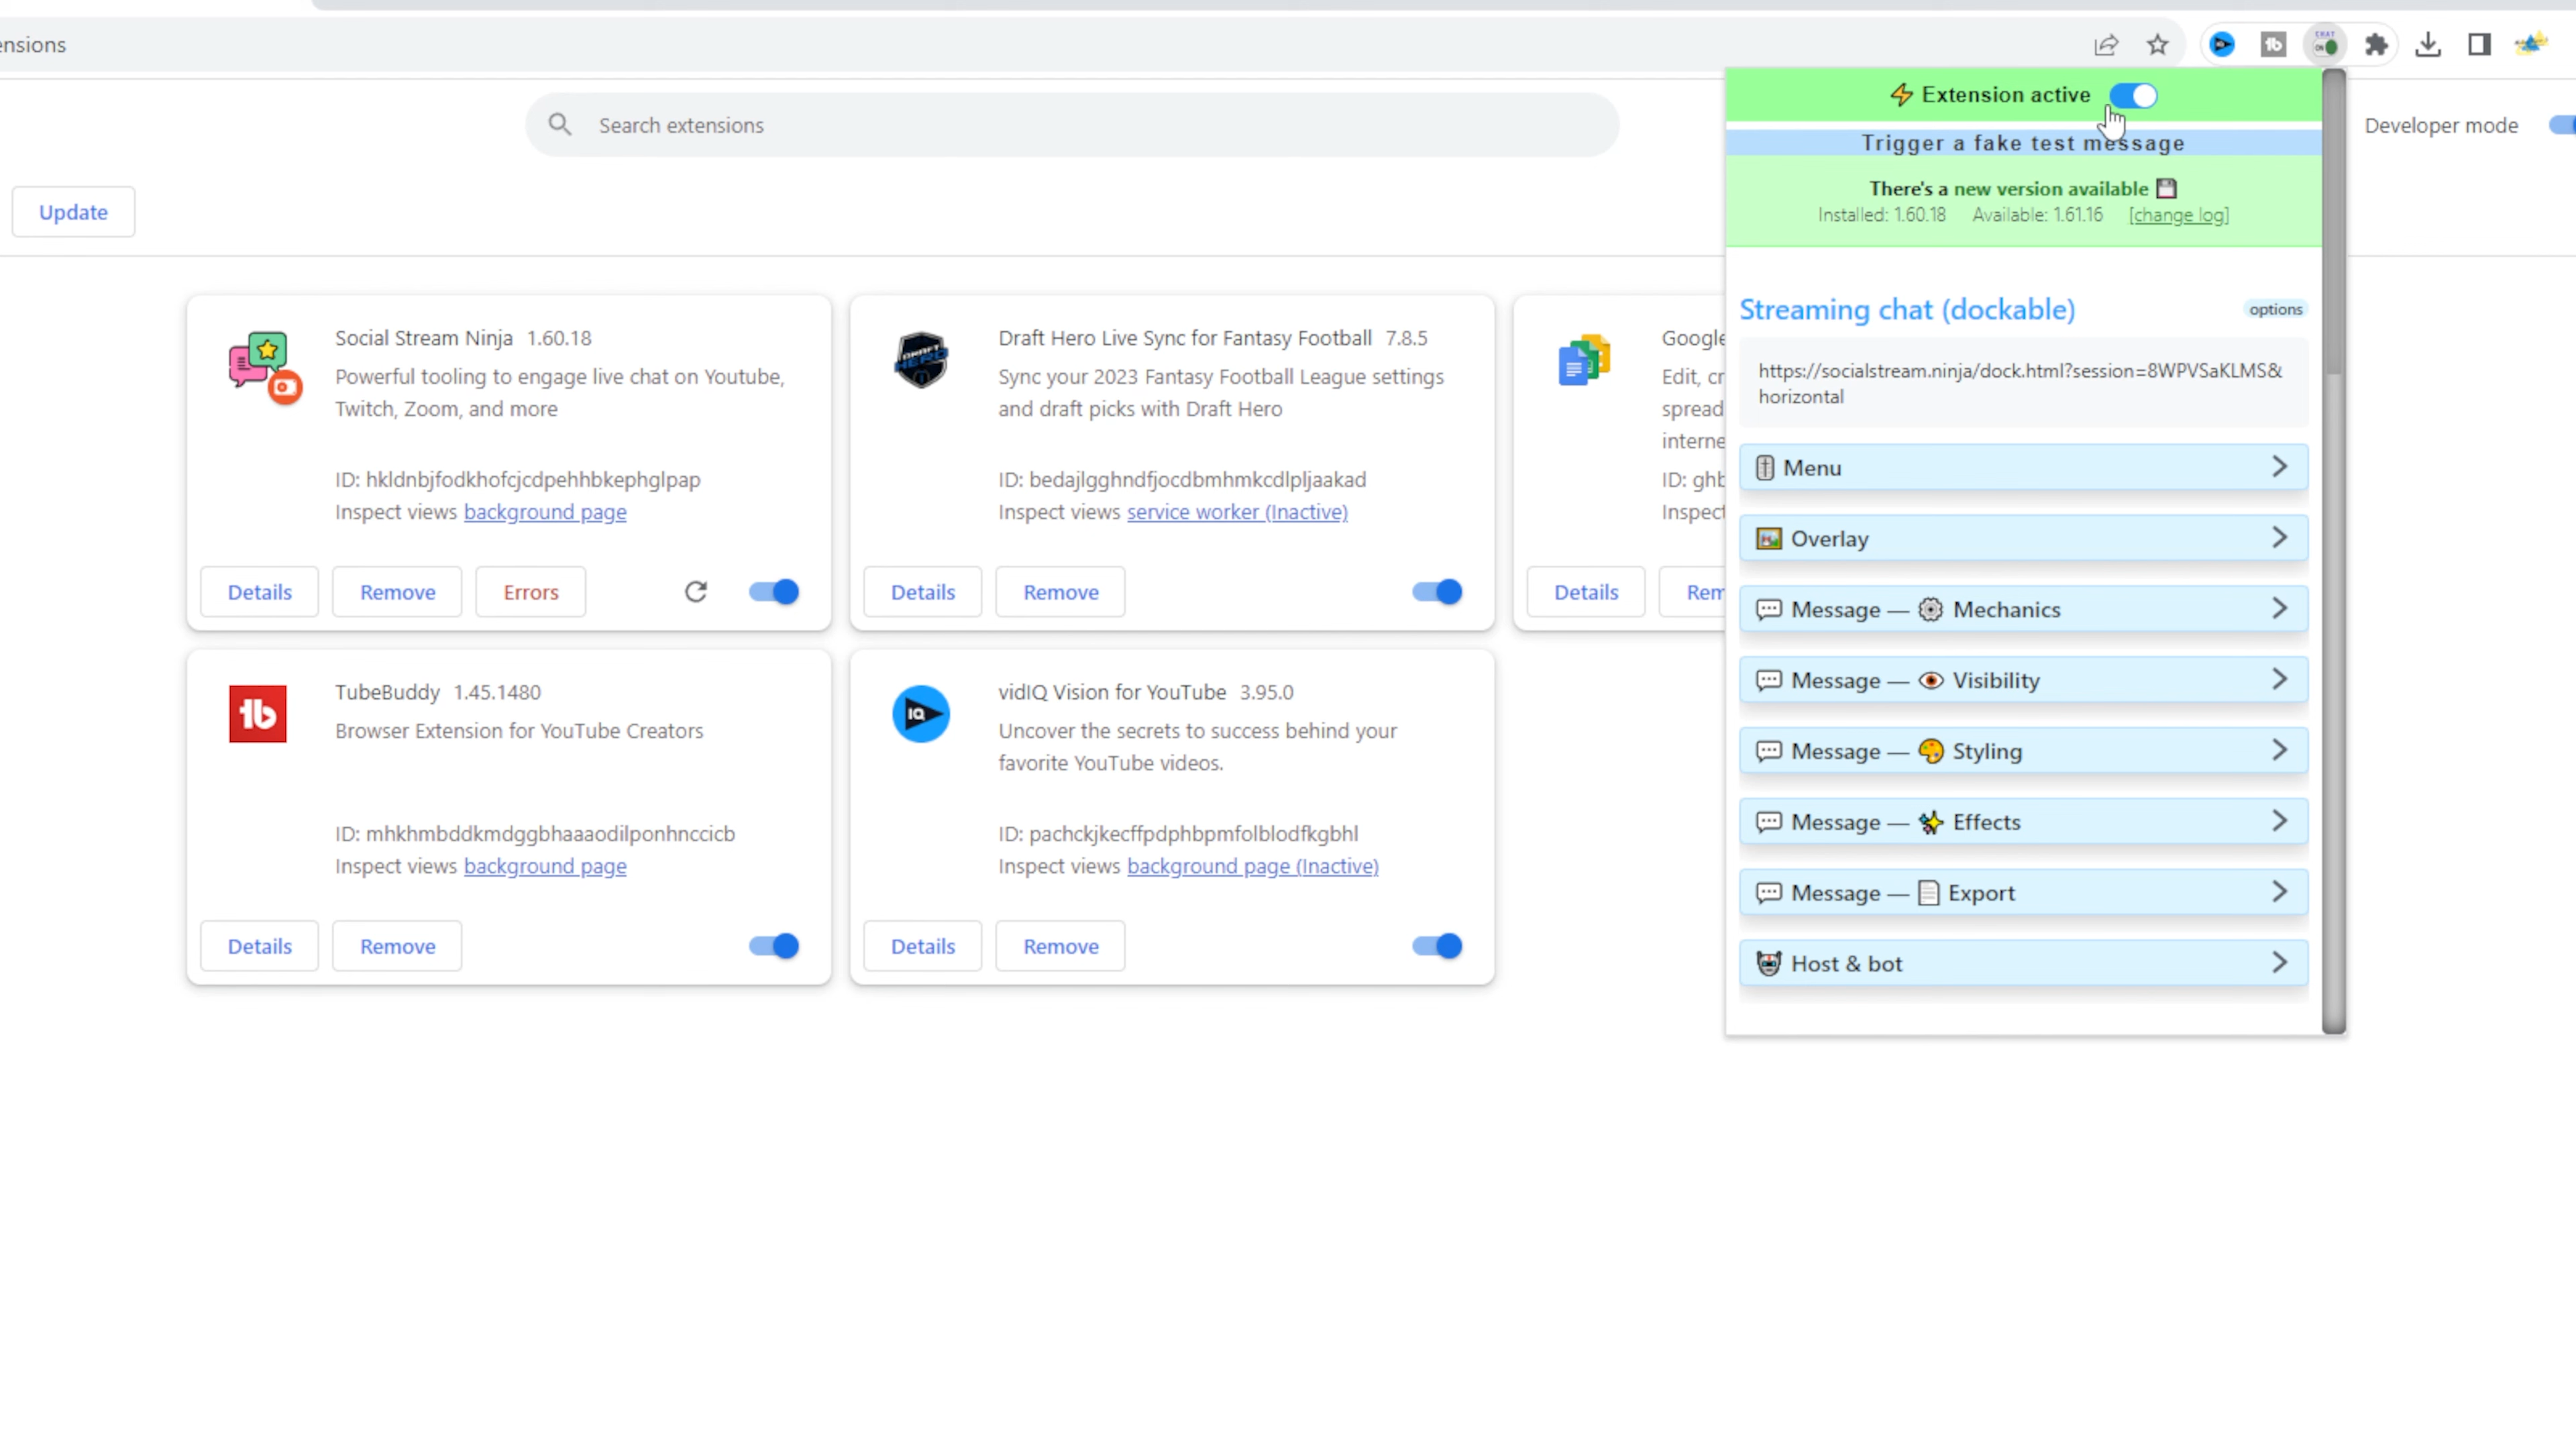 ensions
CHAT
ON
Extension active
Developer mode
Search extensions
Trigger a fake test message
There's a new version available
Installed: 1.60.18 Available: 1.61.16 [change log]
Update
Social Stream Ninja 1.60.18
Powerful tooling to engage live chat on Youtube,
Twitch, Zoom, and more
ID: hkldnbjfodkhofcjcdpehhbkephglpap
Inspect views background page
Details Remove Errors
DRAFT
HERO
Draft Hero Live Sync for Fantasy Football 7.8.5
Sync your 2023 Fantasy Football League settings
and draft picks with Draft Hero
ID: bedajlgghndfjocdbmhmkcdlpljaakad
Inspect views service worker (Inactive)
Details Remove
Google
Edit, cr
spread
interne
ID: ghb
Inspect
Details Rem
TubeBuddy 1.45.1480
Browser Extension for YouTube Creators
ID: mhkhmbddkmdggbhaaaodilponhnccicb
Inspect views background page
Details Remove
IQ
vidIQ Vision for YouTube 3.95.0
Uncover the secrets to success behind your
favorite YouTube videos.
ID: pachckjkecffpdphbpmfolblodfkgbhl
Inspect views background page (Inactive)
Details Remove
Streaming chat (dockable) options
https://socialstream.ninja/dock.html?session=8WPVSaKLMS&
horizontal
Menu
Overlay
Message — Mechanics
Message — Visibility
Message — Styling
Message — Effects
Message — Export
Host & bot